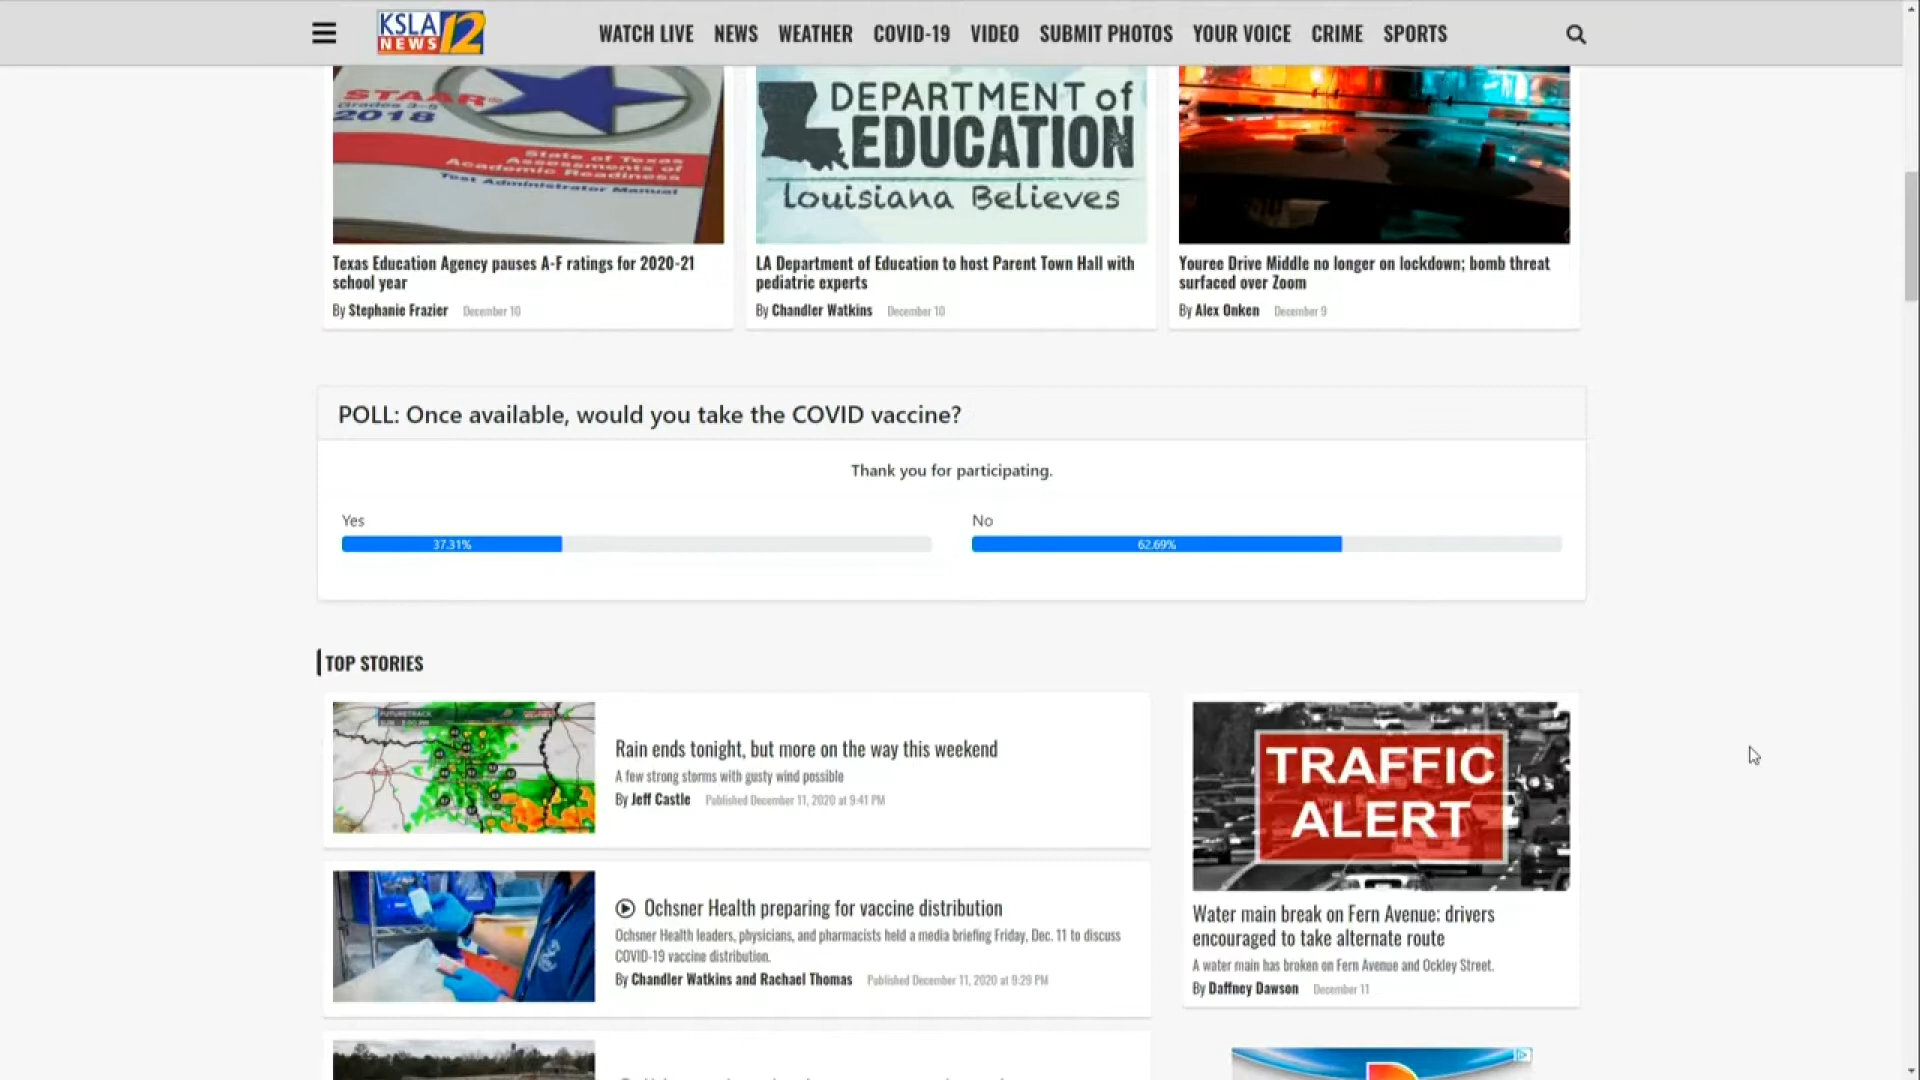 KSLA
NEWS 12
WATCH LIVE NEWS WEATHER COVID-19 VIDEO SUBMIT PHOTOS YOUR VOICE CRIME SPORTS
STAAR
Grades 3-5
2018
State of Texas
Assessments of
Academic Readiness
Test Administrator Manual
DEPARTMENT of
EDUCATION
Louisiana Believes
Texas Education Agency pauses A-F ratings for 2020-21
school year
By Stephanie Frazier December 10
LA Department of Education to host Parent Town Hall with
pediatric experts
By Chandler Watkins December 10
Youree Drive Middle no longer on lockdown; bomb threat
surfaced over Zoom
By Alex Onken December 9
POLL: Once available, would you take the COVID vaccine?
Thank you for participating.
Yes
37.31%
No
62.69%
TOP STORIES
FUTURETRACK
Rain ends tonight, but more on the way this weekend
A few strong storms with gusty wind possible
By Jeff Castle Published December 11, 2020 at 9:41 PM
Ochsner Health preparing for vaccine distribution
Ochsner Health leaders, physicians, and pharmacists held a media briefing Friday, Dec. 11 to discuss
COVID-19 vaccine distribution.
By Chandler Watkins and Rachael Thomas Published December 11, 2020 at 9:29 PM
TRAFFIC
ALERT
Water main break on Fern Avenue: drivers
encouraged to take alternate route
A water main has broken on Fern Avenue and Ockley Street.
By Daffney Dawson December 11